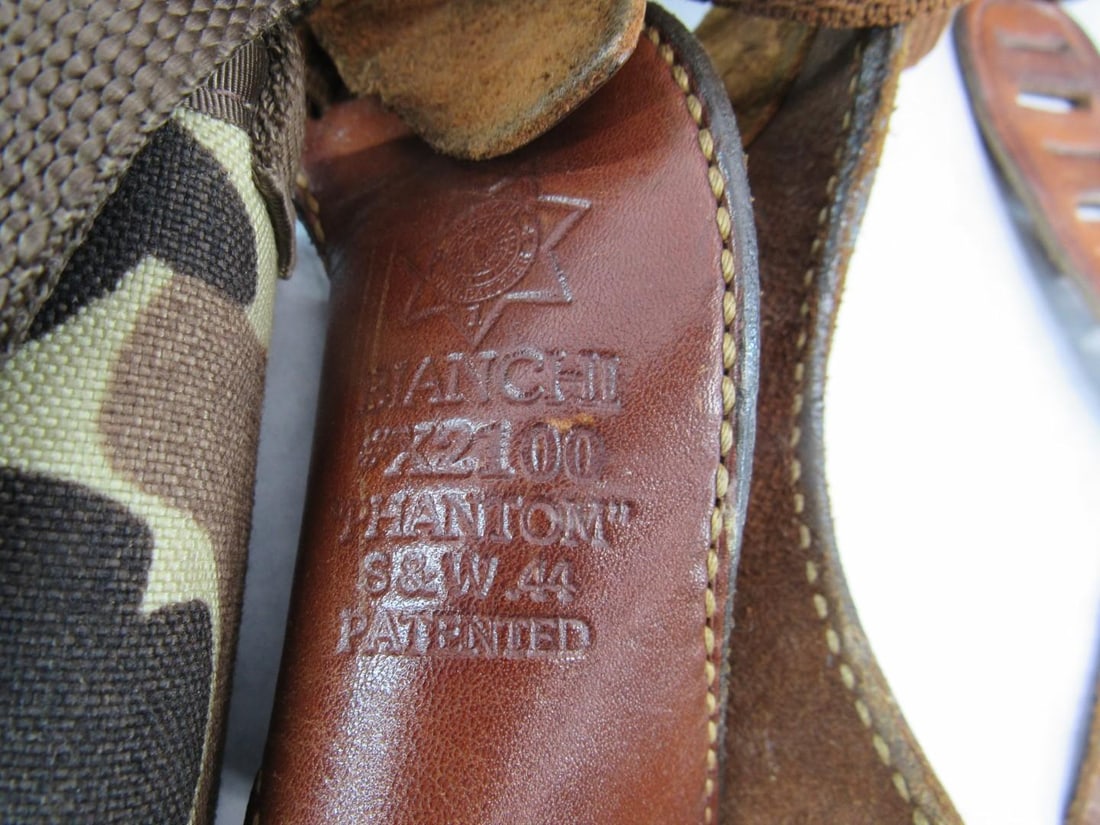 BIANCHI
#X2100
"PHANTOM"
S&W .44
PATENTED